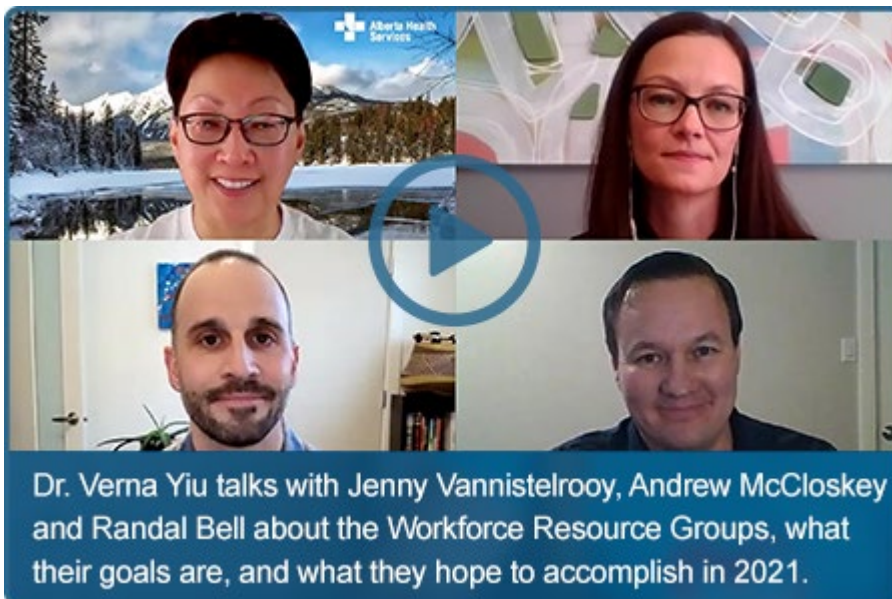 Alberta Health
Services
Dr. Verna Yiu talks with Jenny Vannistelrooy, Andrew McCloskey
and Randal Bell about the Workforce Resource Groups, what
their goals are, and what they hope to accomplish in 2021.